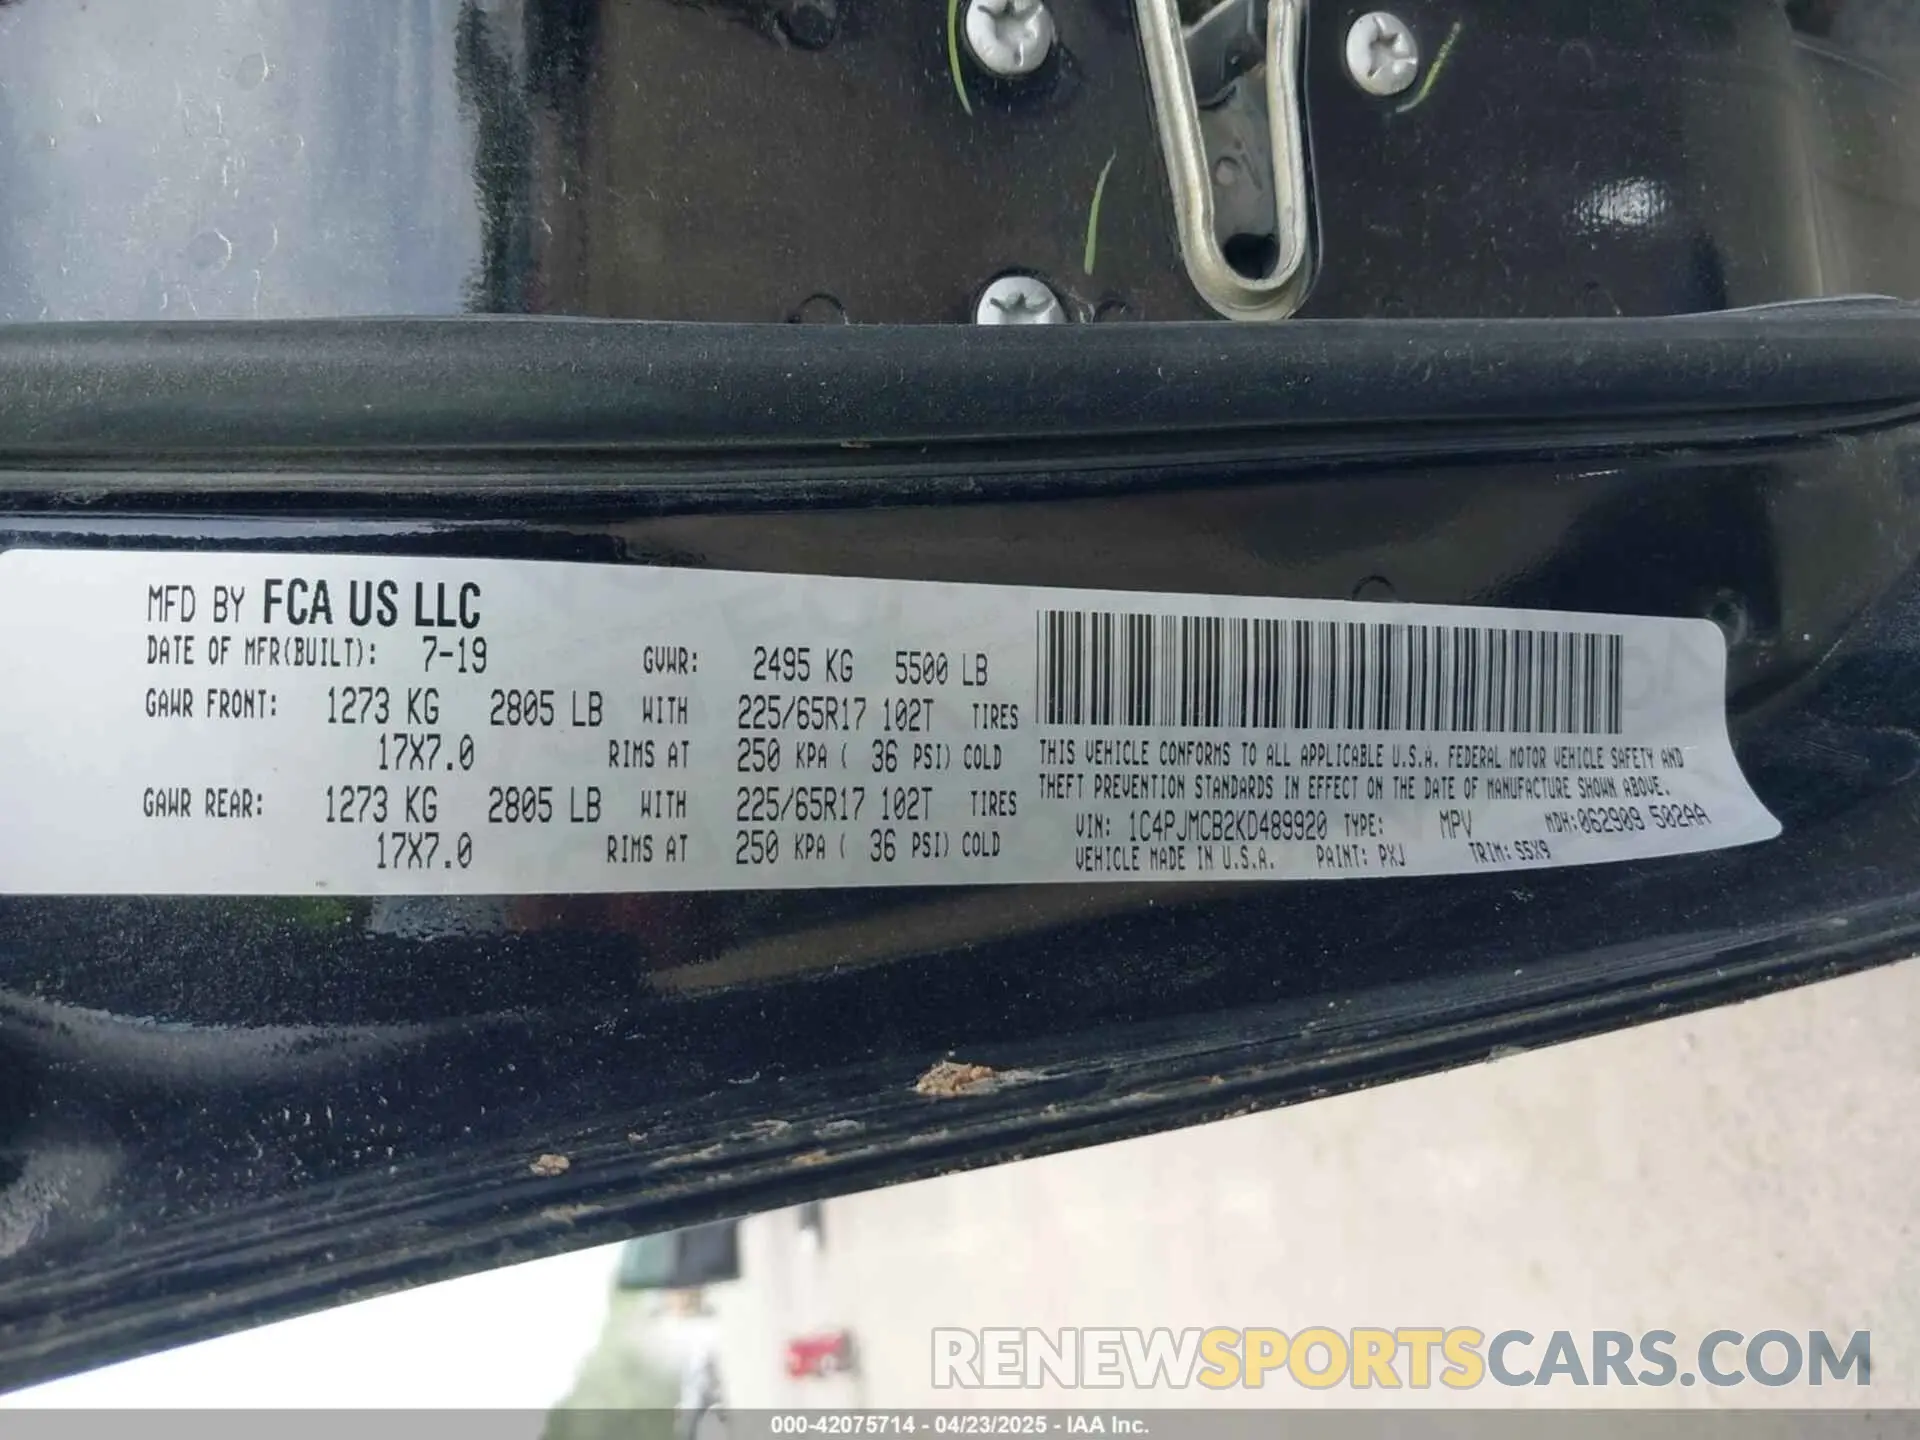 MFD BY FCA US LLC
DATE OF MFR(BUILT): 7-19 GVWR: 2495 KG 5500 LB
GAWR FRONT: 1273 KG 2805 LB WITH 225/65R17 102T TIRES
17X7.0 RIMS AT 250 KPA ( 36 PSI) COLD
GAWR REAR: 1273 KG 2805 LB WITH 225/65R17 102T TIRES
17X7.0 RIMS AT 250 KPA ( 36 PSI) COLD
THIS VEHICLE CONFORMS TO ALL APPLICABLE U.S.A. FEDERAL MOTOR VEHICLE SAFETY AND
THEFT PREVENTION STANDARDS IN EFFECT ON THE DATE OF MANUFACTURE SHOWN ABOVE.
VIN: 1C4PJMCB2KD489920 TYPE: MPV MDH:062909 502AA
VEHICLE MADE IN U.S.A. PAINT: PXJ TRIM: S5X9
RENEWSPORTSCARS.COM
000-42075714 - 04/23/2025 - IAA Inc.